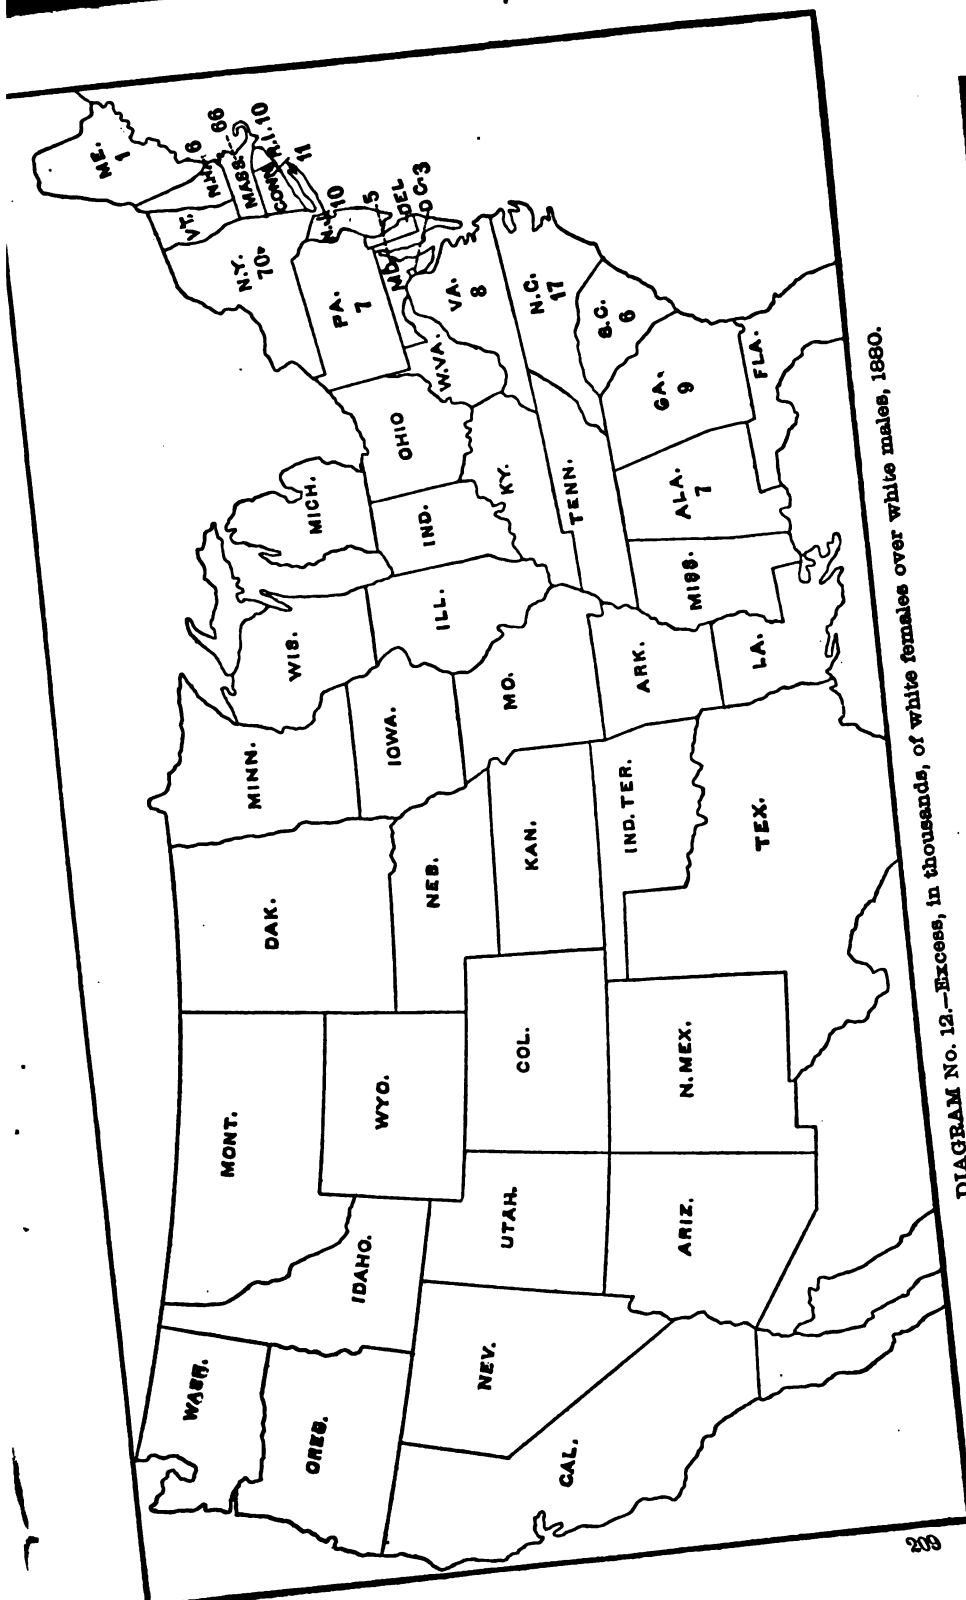 ME.
1
N.H. 6
VT.
66
MASS.
R.I. 10
CONN.
11
N.Y.
70
N.J. 10
PA.
7
5
DEL
MD.
D.C. 3
VA.
8
W.VA.
N.C.
17
S.C.
6
GA.
9
FLA.
OHIO
MICH.
IND.
KY.
TENN.
ALA.
7
MISS.
WIS.
ILL.
MINN.
IOWA.
MO.
ARK.
LA.
DAK.
NEB.
KAN.
IND. TER.
TEX.
MONT.
WYO.
COL.
N. MEX.
IDAHO.
UTAH.
ARIZ.
WASH.
OREG.
NEV.
CAL.
DIAGRAM No. 12.—Excess, in thousands, of white females over white males, 1880.
209